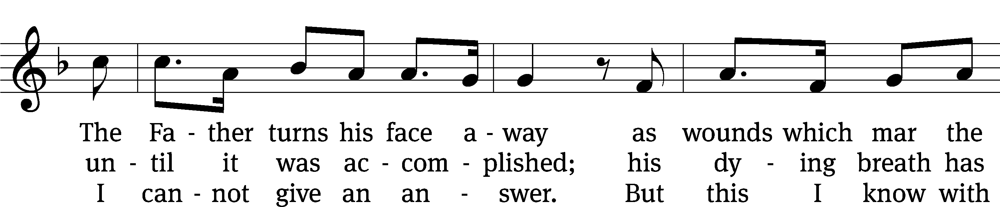 The Fa - ther turns his face a - way as wounds which mar the
un - til it was ac - com - plished; his dy - ing breath has
I can - not give an an - swer. But this I know with